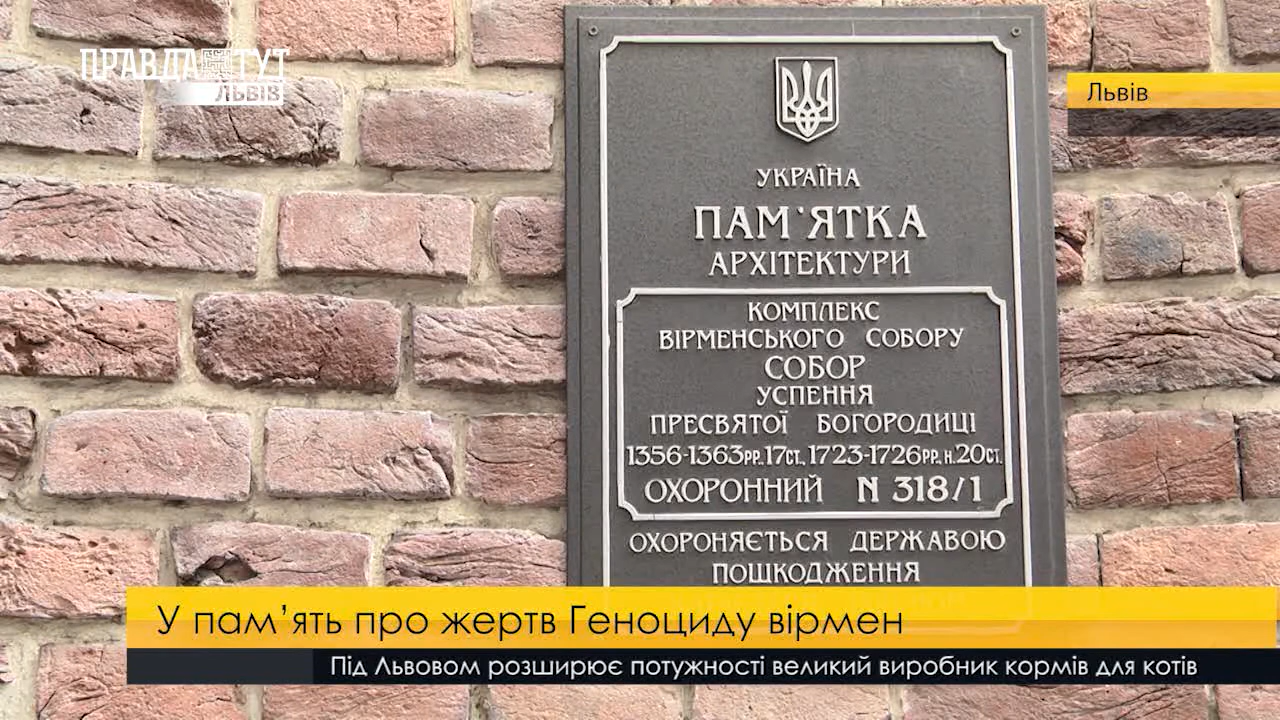 ПРАВДА ТУТ
ЛЬВІВ
Львів
УКРАЇНА
ПАМ'ЯТКА
АРХІТЕКТУРИ
КОМПЛЕКС
ВІРМЕНСЬКОГО СОБОРУ
СОБОР
УСПЕННЯ
ПРЕСВЯТОЇ БОГОРОДИЦІ
1356-1363РР., 17СТ., 1723-1726РР., Н. 20СТ.
ОХОРОННИЙ N 318/1
ОХОРОНЯЄТЬСЯ ДЕРЖАВОЮ
ПОШКОДЖЕННЯ
У пам’ять про жертв Геноциду вірмен
Під Львовом розширює потужності великий виробник кормів для котів